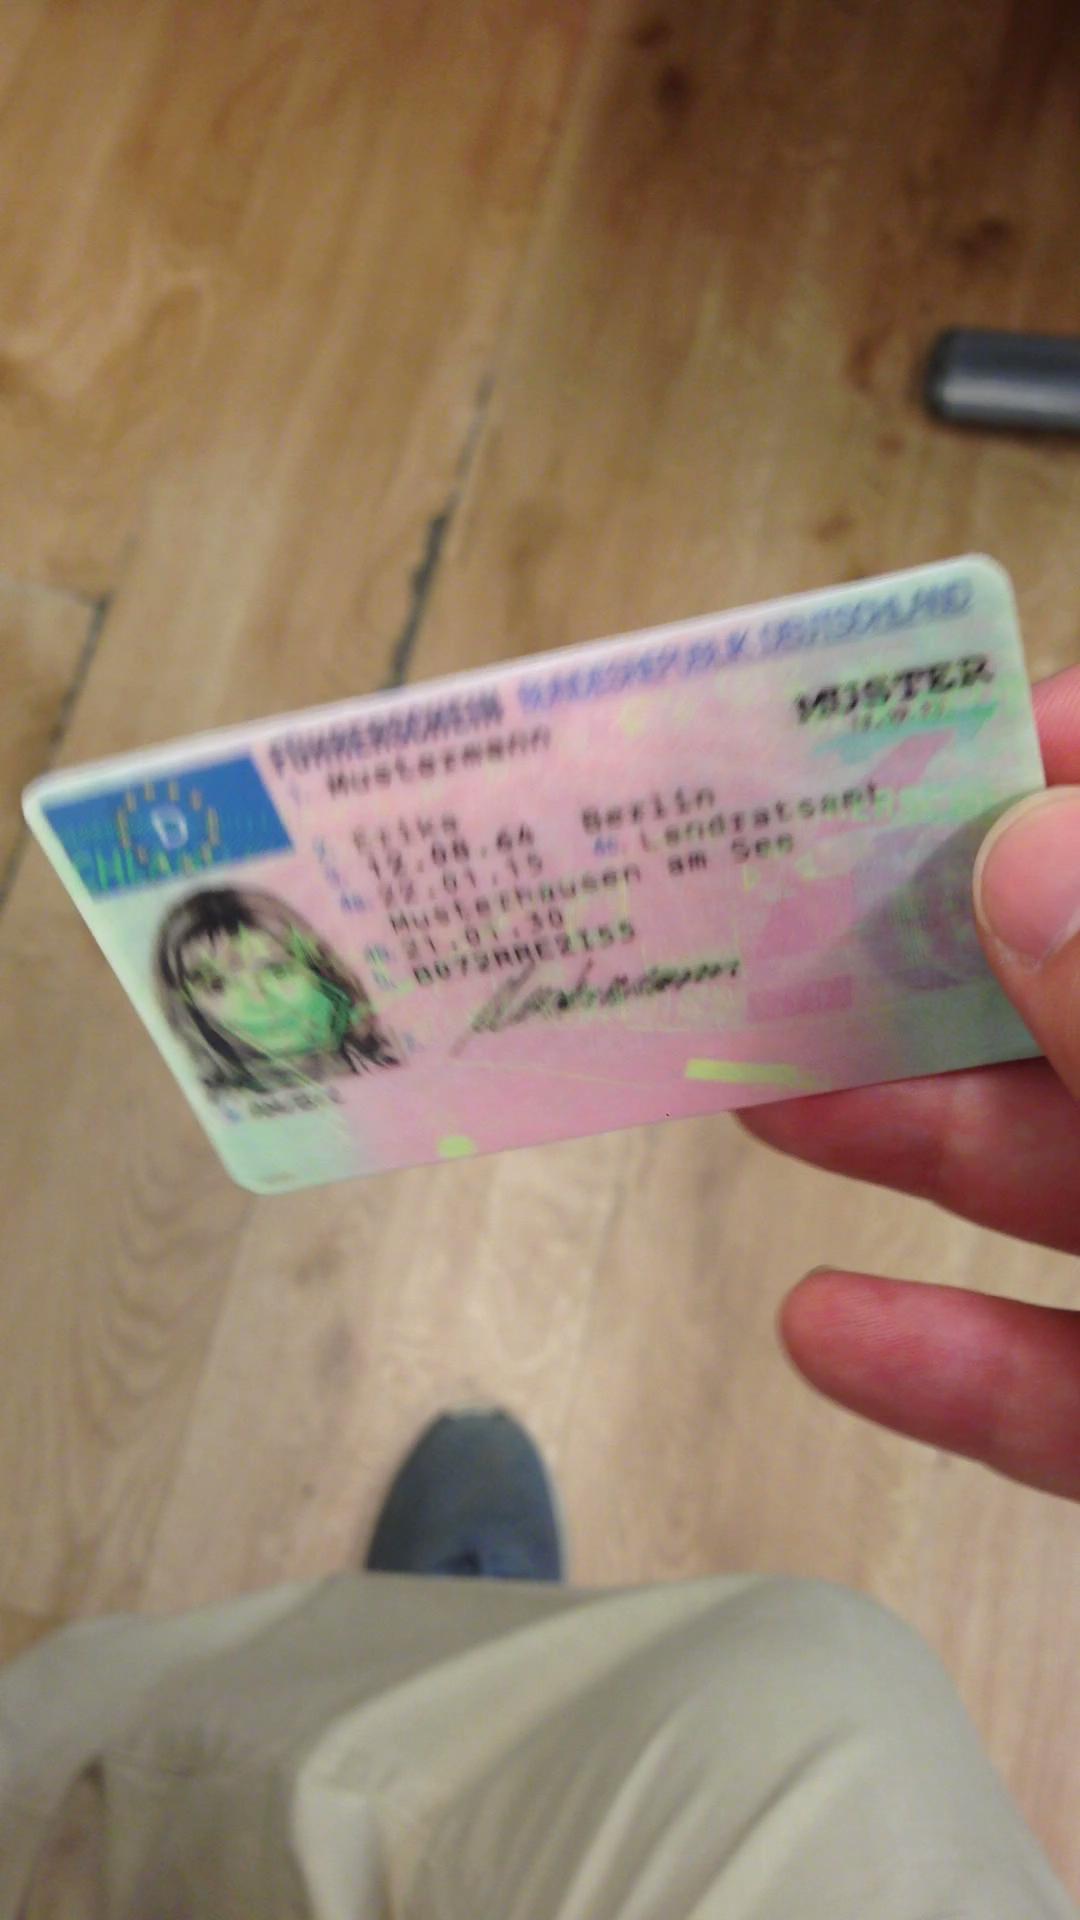 FÜHRERSCHEIN BUNDESREPUBLIK DEUTSCHLAND
MUSTER
D
1. Mustermann
2. Erika
3. 12.08.64 Berlin
4a. 22.01.15 4c. Landratsamt
Musterhausen am See
4b. 21.01.30
5. B072RRE2I55
7.